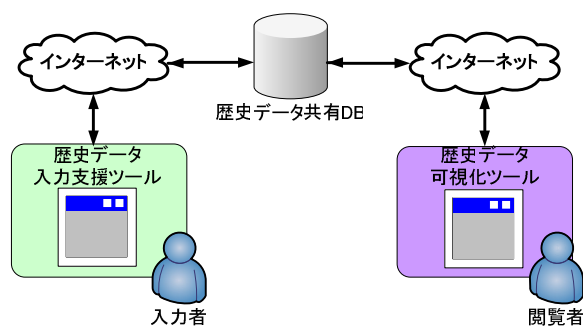 インターネット
インターネット
歴史データ共有DB
歴史データ
入力支援ツール
歴史データ
可視化ツール
入力者
閲覧者